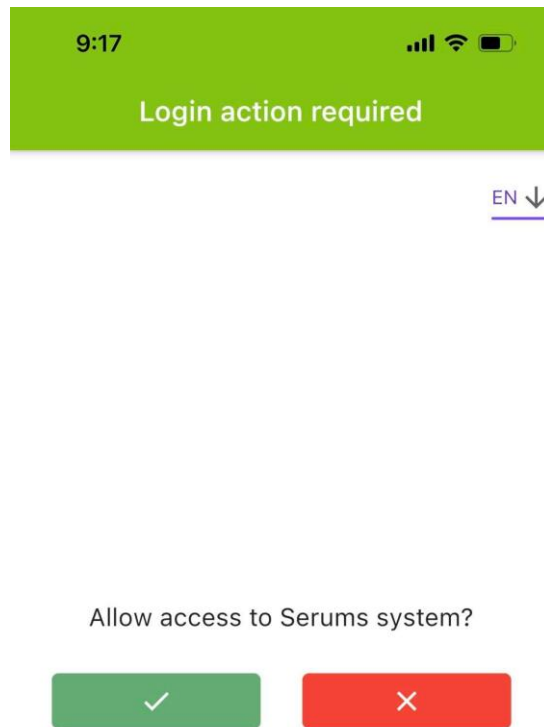 9:17
Login action required
EN
Allow access to Serums system?